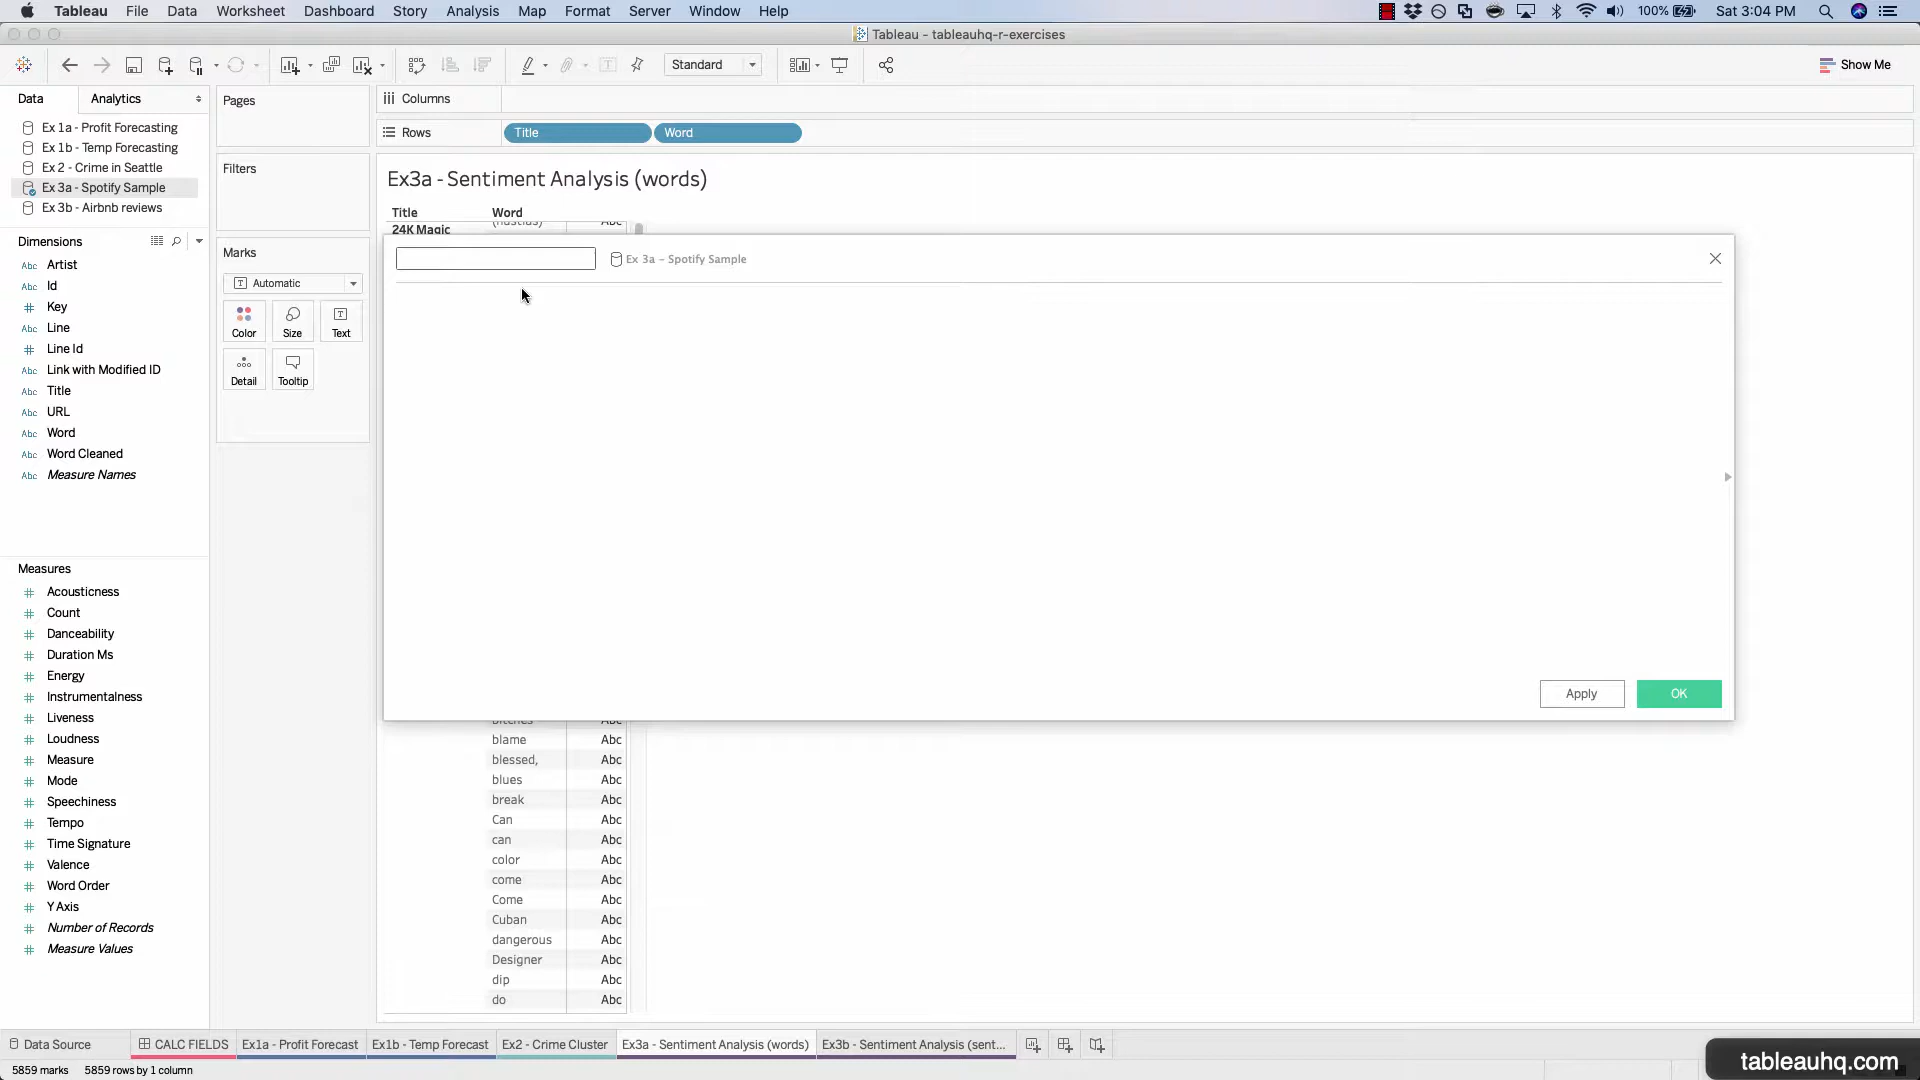 Tableau File Data Worksheet Dashboard Story Analysis Map Format Server Window Help 100% Sat 3:04 PM
Tableau - tableauhq-r-exercises
Standard Show Me
Data Analytics Pages Columns
Ex 1a - Profit Forecasting
Rows Title Word
Ex 1b - Temp Forecasting
Ex 2 - Crime in Seattle Filters
Ex3a - Sentiment Analysis (words)
Ex 3a - Spotify Sample
Ex 3b - Airbnb reviews
Title Word
24K Magic
Dimensions
Marks
Ex 3a - Spotify Sample
Abc Artist
Abc Id Automatic
Key
Abc Line Color Size Text
Line Id
Abc Link with Modified ID
Detail Tooltip
Abc Title
Abc URL
Abc Word
Abc Word Cleaned
Abc Measure Names
Measures
Acousticness
Count
Danceability
Duration Ms
Energy
Apply OK
Instrumentalness
Liveness
Loudness blame Abc
Measure blessed, Abc
Mode blues Abc
Speechiness break Abc
Tempo Can Abc
Time Signature can Abc
Valence color Abc
Word Order come Abc
Y Axis Come Abc
Number of Records Cuban Abc
Measure Values dangerous Abc
Designer Abc
dip Abc
do Abc
Data Source CALC FIELDS Ex1a - Profit Forecast Ex1b - Temp Forecast Ex2 - Crime Cluster Ex3a - Sentiment Analysis (words) Ex3b - Sentiment Analysis (sent...
5859 marks 5859 rows by 1 column
tableauhq.com